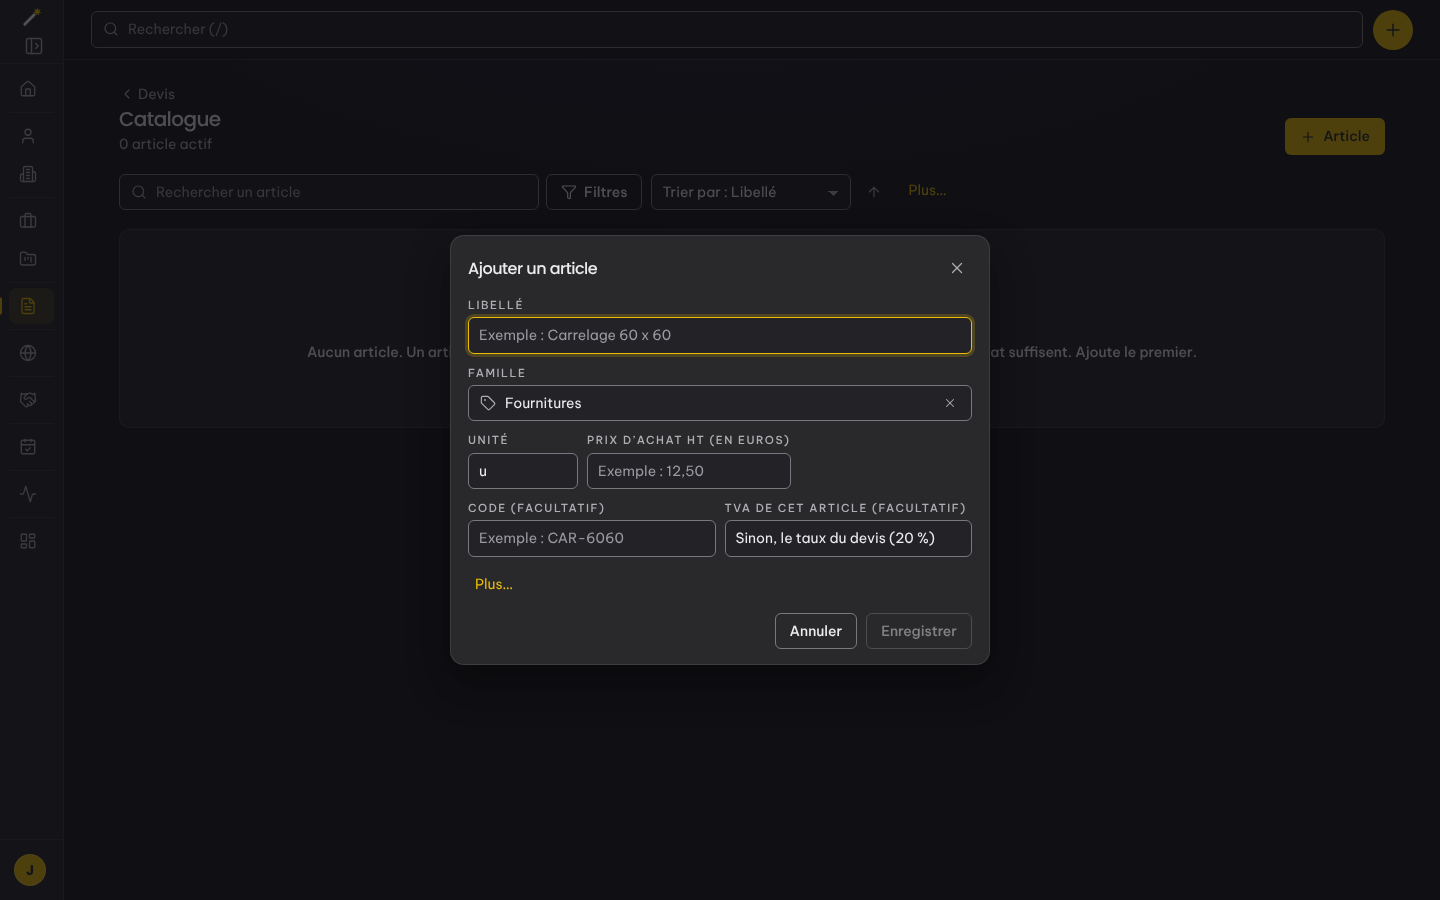 Rechercher (/)
Devis
Catalogue
0 article actif
Article
Rechercher un article
Filtres
Trier par : Libellé
Plus...
Aucun article. Un
suffisent. Ajoute le premier.
Ajouter un article
LIBELLÉ
Exemple : Carrelage 60 x 60
FAMILLE
Fournitures
UNITÉ
PRIX D'ACHAT HT (EN EUROS)
u
Exemple : 12,50
CODE (FACULTATIF)
TVA DE CET ARTICLE (FACULTATIF)
Exemple : CAR-6060
Sinon, le taux du devis (20 %)
Plus...
Annuler
Enregistrer
J